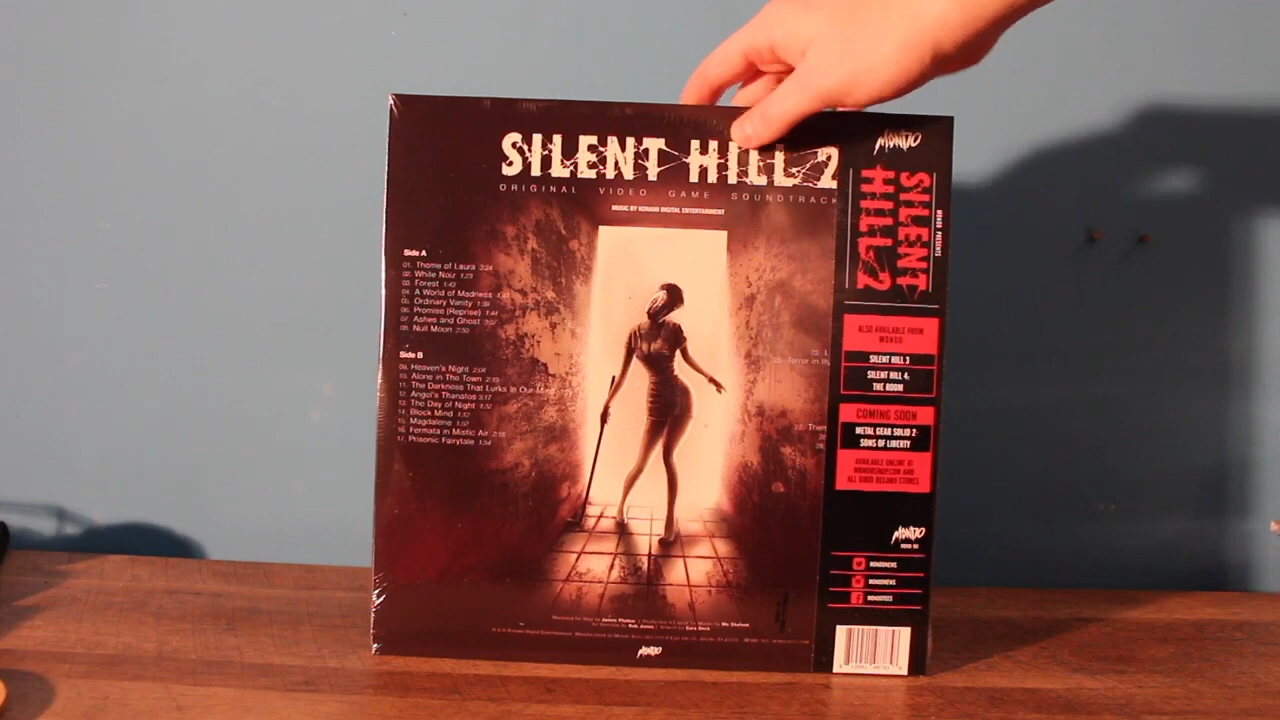 SILENT HILL 2
ORIGINAL VIDEO GAME SOUNDTRACK
MUSIC BY KONAMI DIGITAL ENTERTAINMENT
Side A
01. Theme of Laura 3:24
02. White Noiz 1:23
03. Forest 1:43
04. A World of Madness
05. Ordinary Vanity 1:39
06. Promise (Reprise) 1:44
07. Ashes and Ghost 3:07
08. Null Moon 2:50
Side B
09. Heaven's Night 2:04
10. Alone in The Town 2:19
11. The Darkness That Lurks In Our
12. Angel's Thanatos 3:17
13. The Day of Night 1:32
14. Block Mind 1:12
15. Magdalene 1:52
16. Fermata in Mistic Air 2:16
17. Prisonic Fairytale 1:34
MONDO
MONDO
MONDO PRESENTS
SILENT
HILL 2
ALSO AVAILABLE FROM
MONDO
SILENT HILL 3
SILENT HILL 4:
THE ROOM
COMING SOON
METAL GEAR SOLID 2:
SONS OF LIBERTY
AVAILABLE ONLINE AT
MONDOSHOP.COM AND
ALL GOOD RECORD STORES
MONDO
MONDONEWS
MONDONEWS
MONDOTEES